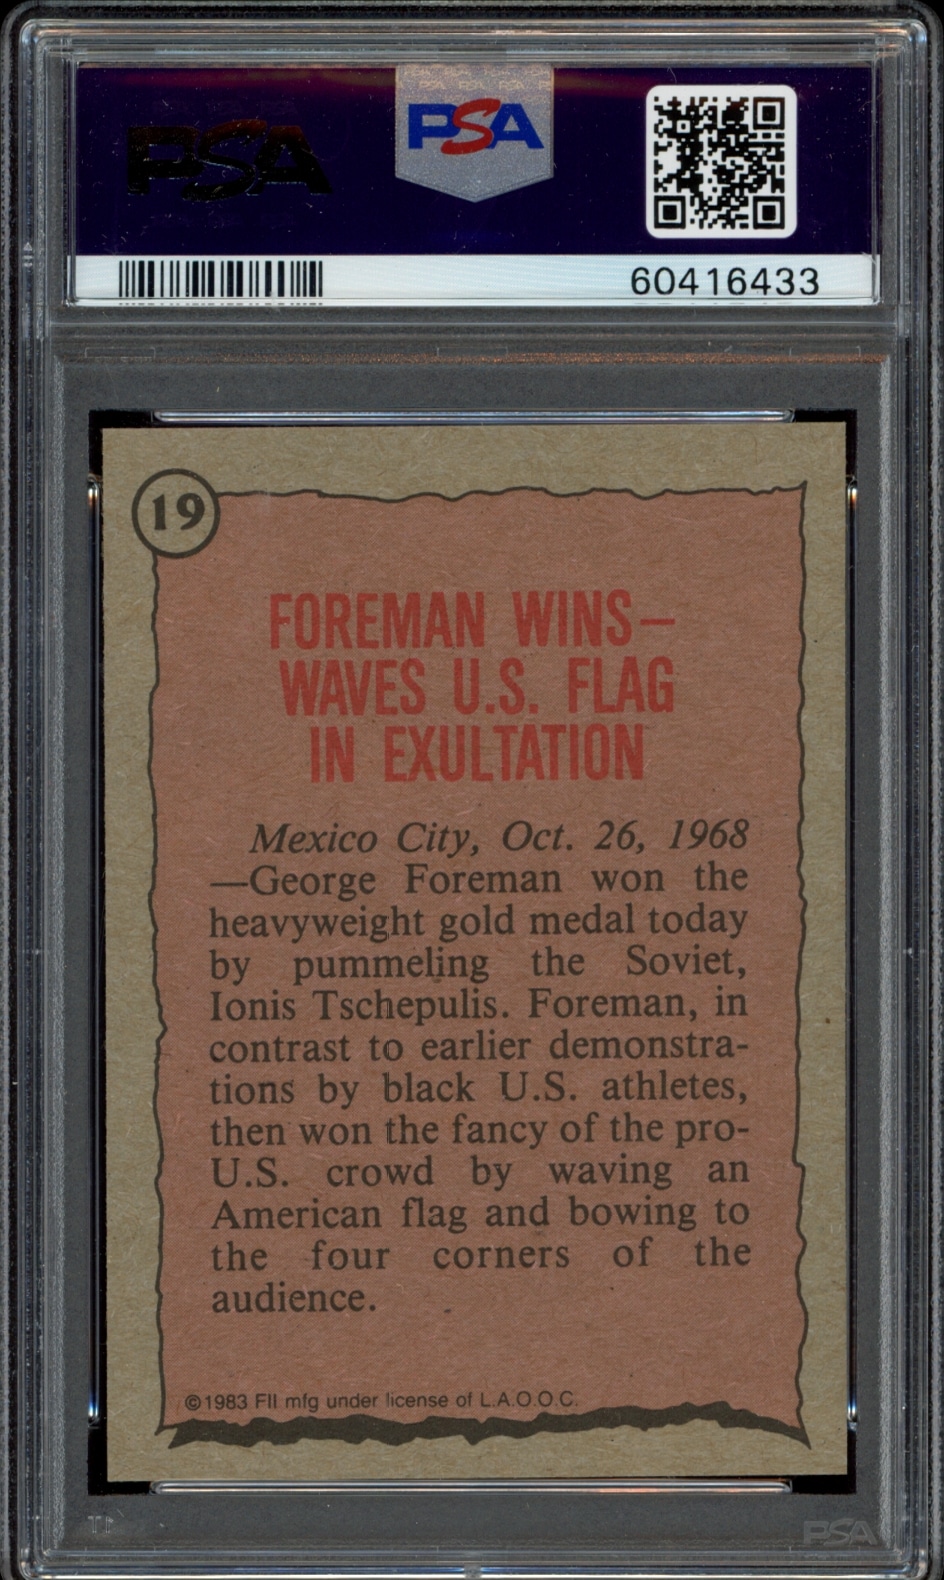 PSA
PSA
60416433
19
FOREMAN WINS—
WAVES U.S. FLAG
IN EXULTATION
Mexico City, Oct. 26, 1968
—George Foreman won the
heavyweight gold medal today
by pummeling the Soviet,
Ionis Tschepulis. Foreman, in
contrast to earlier demonstra-
tions by black U.S. athletes,
then won the fancy of the pro-
U.S. crowd by waving an
American flag and bowing to
the four corners of the
audience.
©1983 FII mfg under license of L.A.O.O.C.
PSA